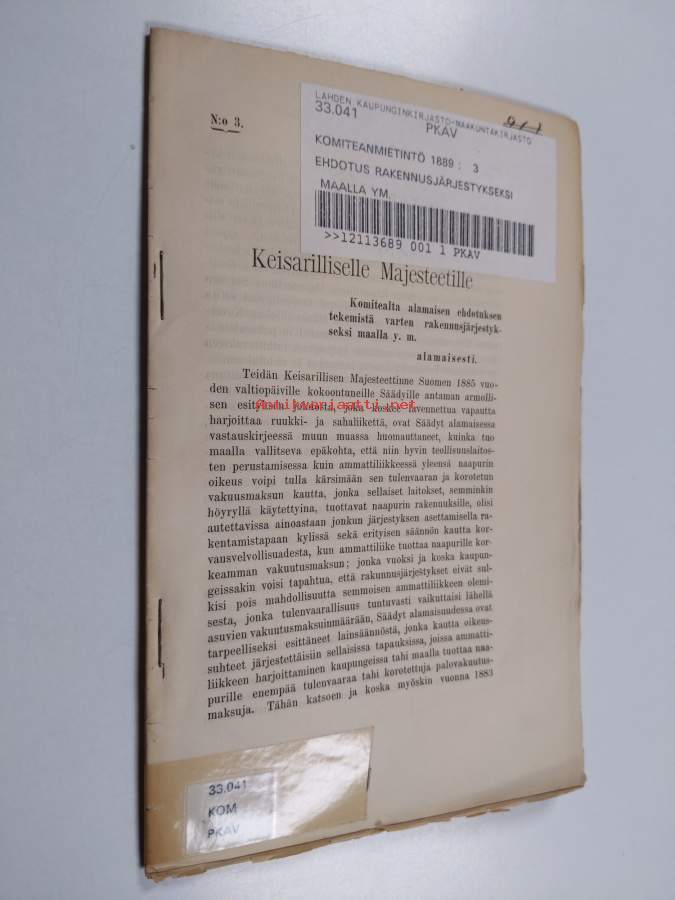 N:o 3.
LAHDEN KAUPUNGINKIRJASTO-MAAKUNTAKIRJASTO
33.041
PKAV
KOMITEANMIETINTÖ 1889 : 3
EHDOTUS RAKENNUSJÄRJESTYKSEKSI
MAALLA YM.
>>12113689 001 1 PKAV
Keisarilliselle Majesteetille
Komitealta alamaisen ehdotuksen
tekemistä varten rakennusjärjestyk-
seksi maalla y. m.
alamaisesti.
Teidän Keisarillisen Majesteettinne Suomen 1885 vuo-
den valtiopäiville kokoontuneille Säädyille antaman armolli-
sen esityksen johdosta, joka koskee lavennettua vapautta
Antikvariaatti.net
harjoittaa ruukki- ja sahaliikettä, ovat Säädyt alamaisessa
vastauskirjeessä muun muassa huomauttaneet, kuinka tuo
maalla vallitseva epäkohta, että niin hyvin teollisuuslaitos-
ten perustamisessa kuin ammattiliikkeessä yleensä naapurin
oikeus voipi tulla kärsimään sen tulenvaaran ja korotetun
vakuusmaksun kautta, jonka sellaiset laitokset, semminkin
höyryllä käytettyinä, tuottavat naapurin rakennuksille, olisi
autettavissa ainoastaan jonkun järjestyksen asettamisella ra-
kentamistapaan kylissä sekä erityisen säännön kautta kor-
vausvelvollisuadesta, kun ammattiliike tuottaa naapurille kor-
keamman vakuutusmaksun; jonka vuoksi ja koska kaupun-
geissakin voisi tapahtua, että rakunnusjärjestykset eivät sul-
kisi pois mahdollisuutta semmoisen ammattiliikkeen olemi-
sesta, jonka tulenvaarallisuus tuntuvasti vaikuttaisi lähellä
asuvien vakuutusmaksuinmäärään, Säädyt alamaisuudessa ovat
tarpeelliseksi esittäneet lainsäännöstä, jonka kautta oikeus-
suhteet järjestettäisiin sellaisissa tapauksissa, joissa ammatti-
liikkeen harjoittaminen kaupungeissa tahi maalla tuottaa naa-
purille enempää tulenvaaraa tahi korotettuja palovakuutus-
maksuja. Tähän katsoen ja koska myöskin vuonna 1883
33.041
KOM
PKAV